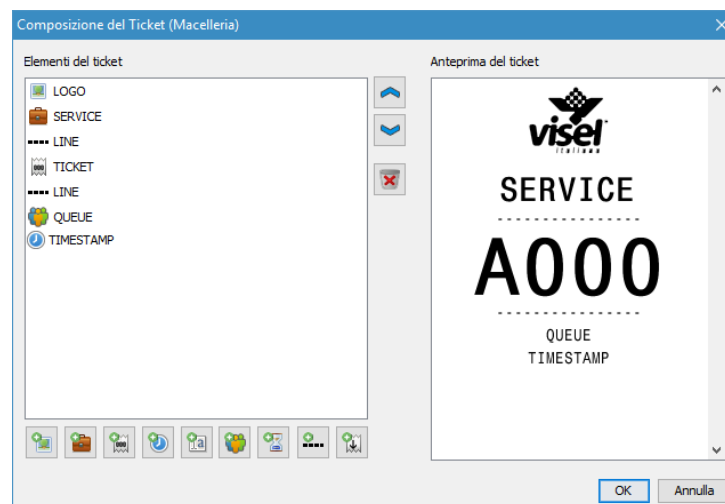 Composizione del Ticket (Macelleria)
Elementi del ticket
LOGO
SERVICE
LINE
TICKET
LINE
QUEUE
TIMESTAMP
Anteprima del ticket
visel
italiana
SERVICE
A000
QUEUE
TIMESTAMP
OK
Annulla